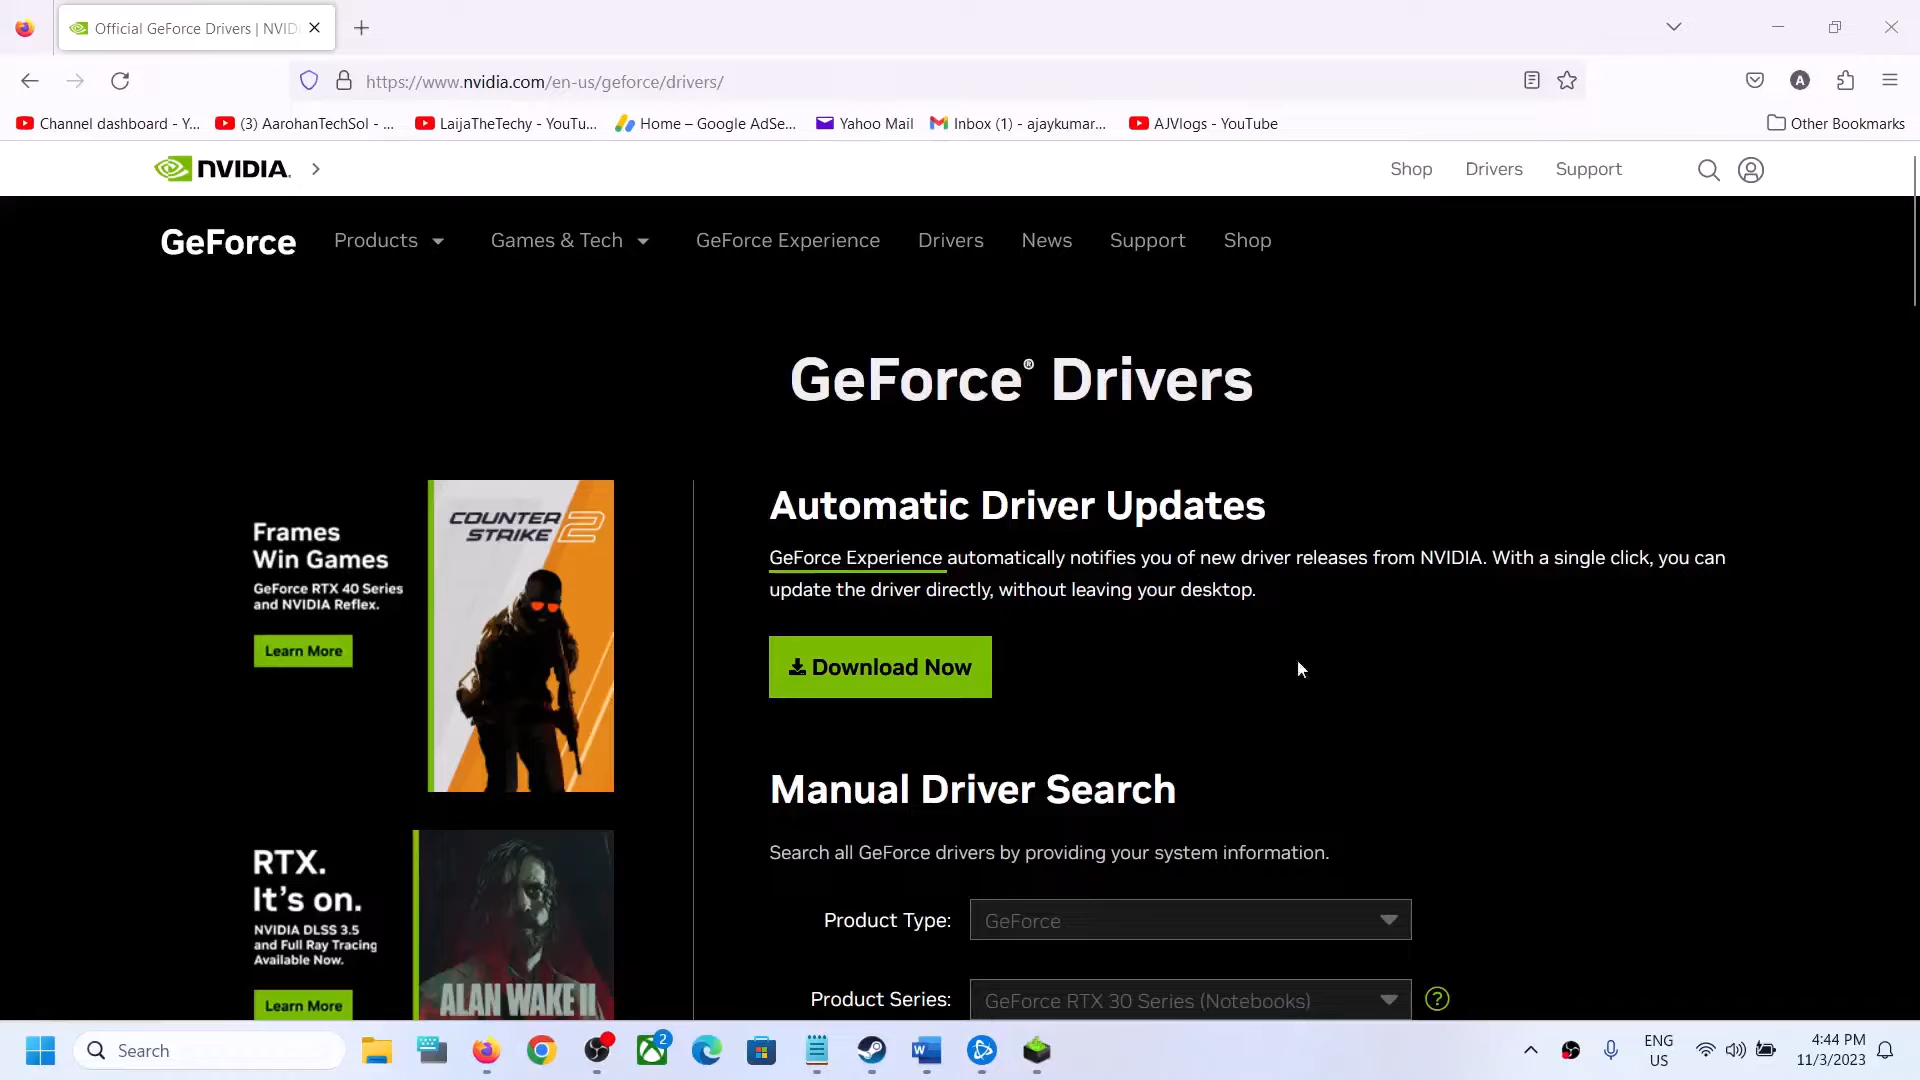 Official GeForce Drivers | NVID
https://www.nvidia.com/en-us/geforce/drivers/
A
Channel dashboard - Y...
(3) AarohanTechSol - ...
LaijaTheTechy - YouTu...
Home – Google AdSe...
Yahoo Mail
Inbox (1) - ajaykumar...
AJVlogs - YouTube
Other Bookmarks
NVIDIA.
Shop
Drivers
Support
GeForce
Products
Games & Tech
GeForce Experience
Drivers
News
Support
Shop
GeForce® Drivers
Frames
Win Games
GeForce RTX 40 Series
and NVIDIA Reflex.
Learn More
COUNTER
STRIKE 2
Automatic Driver Updates
GeForce Experience automatically notifies you of new driver releases from NVIDIA. With a single click, you can
update the driver directly, without leaving your desktop.
Download Now
Manual Driver Search
Search all GeForce drivers by providing your system information.
Product Type:
GeForce
Product Series:
GeForce RTX 30 Series (Notebooks)
?
RTX.
It's on.
NVIDIA DLSS 3.5
and Full Ray Tracing
Available Now.
Learn More
ALAN WAKE II
Search
2
W
ENG
US
4:44 PM
11/3/2023